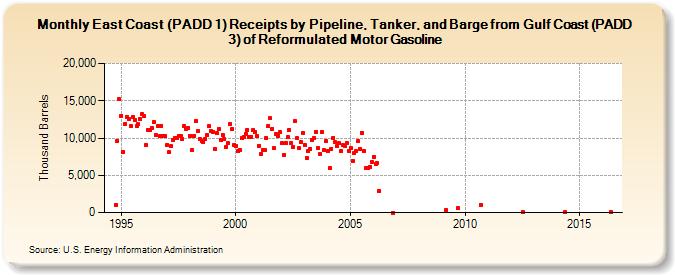 Monthly East Coast (PADD 1) Receipts by Pipeline, Tanker, and Barge from Gulf Coast (PADD
3) of Reformulated Motor Gasoline
Thousand Barrels
20,000
15,000
10,000
5,000
0
1995 2000 2005 2010 2015
Source: U.S. Energy Information Administration